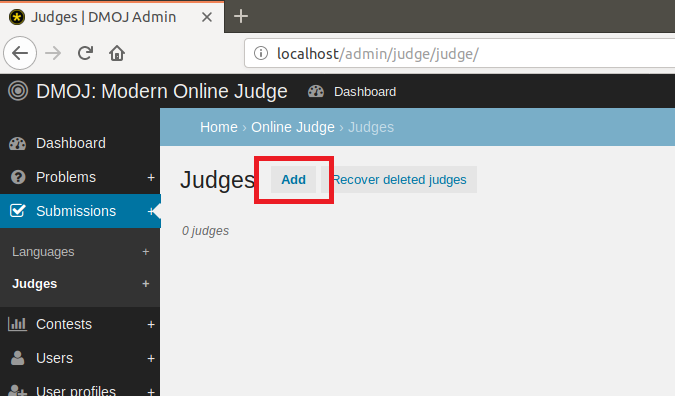 Judges | DMOJ Admin
localhost/admin/judge/judge/
DMOJ: Modern Online Judge
Dashboard
Home › Online Judge › Judges
Dashboard
Problems +
Submissions +
Languages +
Judges +
Contests +
Users +
User profiles +
Judges
Add
Recover deleted judges
0 judges